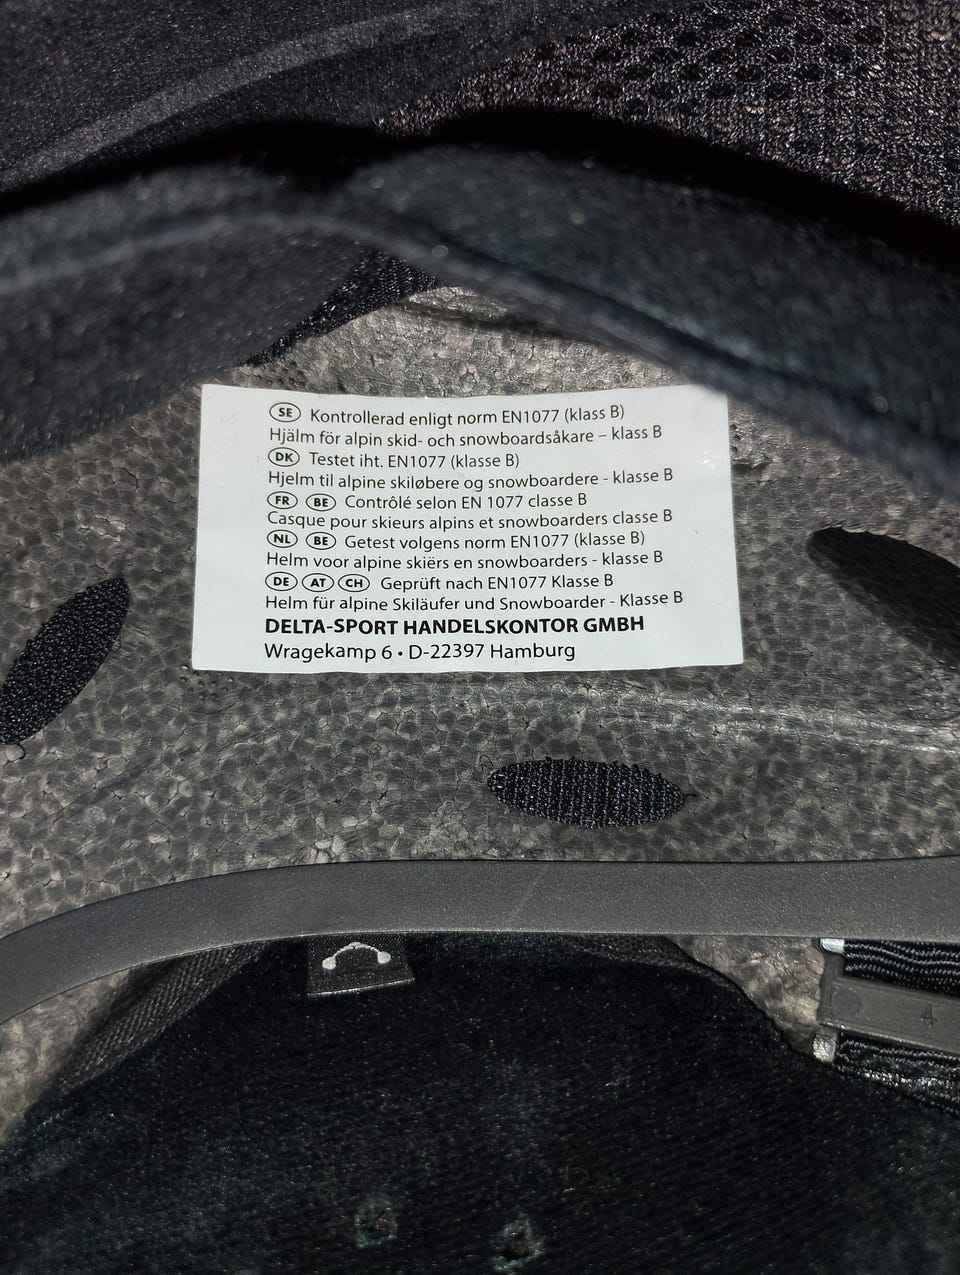 SE Kontrollerad enligt norm EN1077 (klass B)
Hjälm för alpin skid- och snowboardsåkare – klass B
DK Testet iht. EN1077 (klasse B)
Hjelm til alpine skiløbere og snowboardere - klasse B
FR BE Contrôlé selon EN 1077 classe B
Casque pour skieurs alpins et snowboarders classe B
NL BE Getest volgens norm EN1077 (klasse B)
Helm voor alpine skiërs en snowboarders - klasse B
DE AT CH Geprüft nach EN1077 Klasse B
Helm für alpine Skiläufer und Snowboarder - Klasse B
DELTA-SPORT HANDELSKONTOR GMBH
Wragekamp 6 • D-22397 Hamburg
4